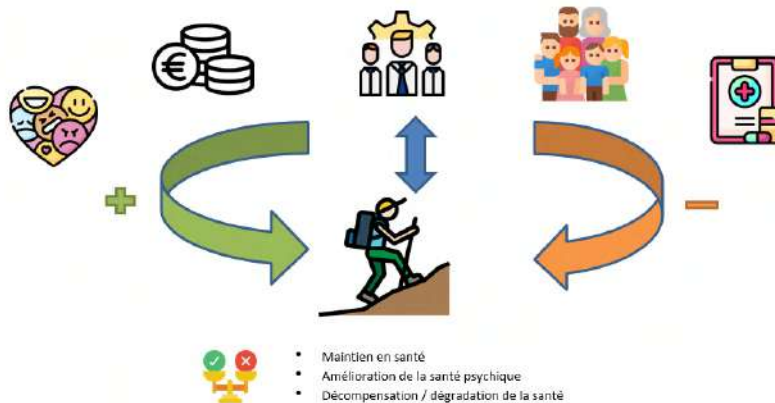 €
Maintien en santé
Amélioration de la santé psychique
Décompensation / dégradation de la santé